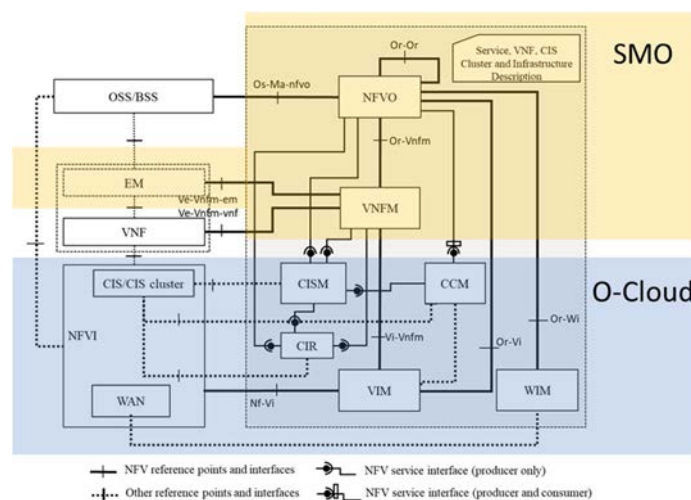 Or-Or
Service, VNF, CIS
Cluster and Infrastructure
Description
SMO
OSS/BSS
Os-Ma-nfvo
NFVO
Or-Vnfm
EM
Ve-Vnfm-em
Ve-Vnfm-vnf
VNFM
VNF
CIS/CIS cluster
CISM
CCM
O-Cloud
NFVI
CIR
Vi-Vnfm
Or-Vi
Or-Wi
WAN
Nf-Vi
VIM
WIM
NFV reference points and interfaces
NFV service interface (producer only)
Other reference points and interfaces
NFV service interface (producer and consumer)